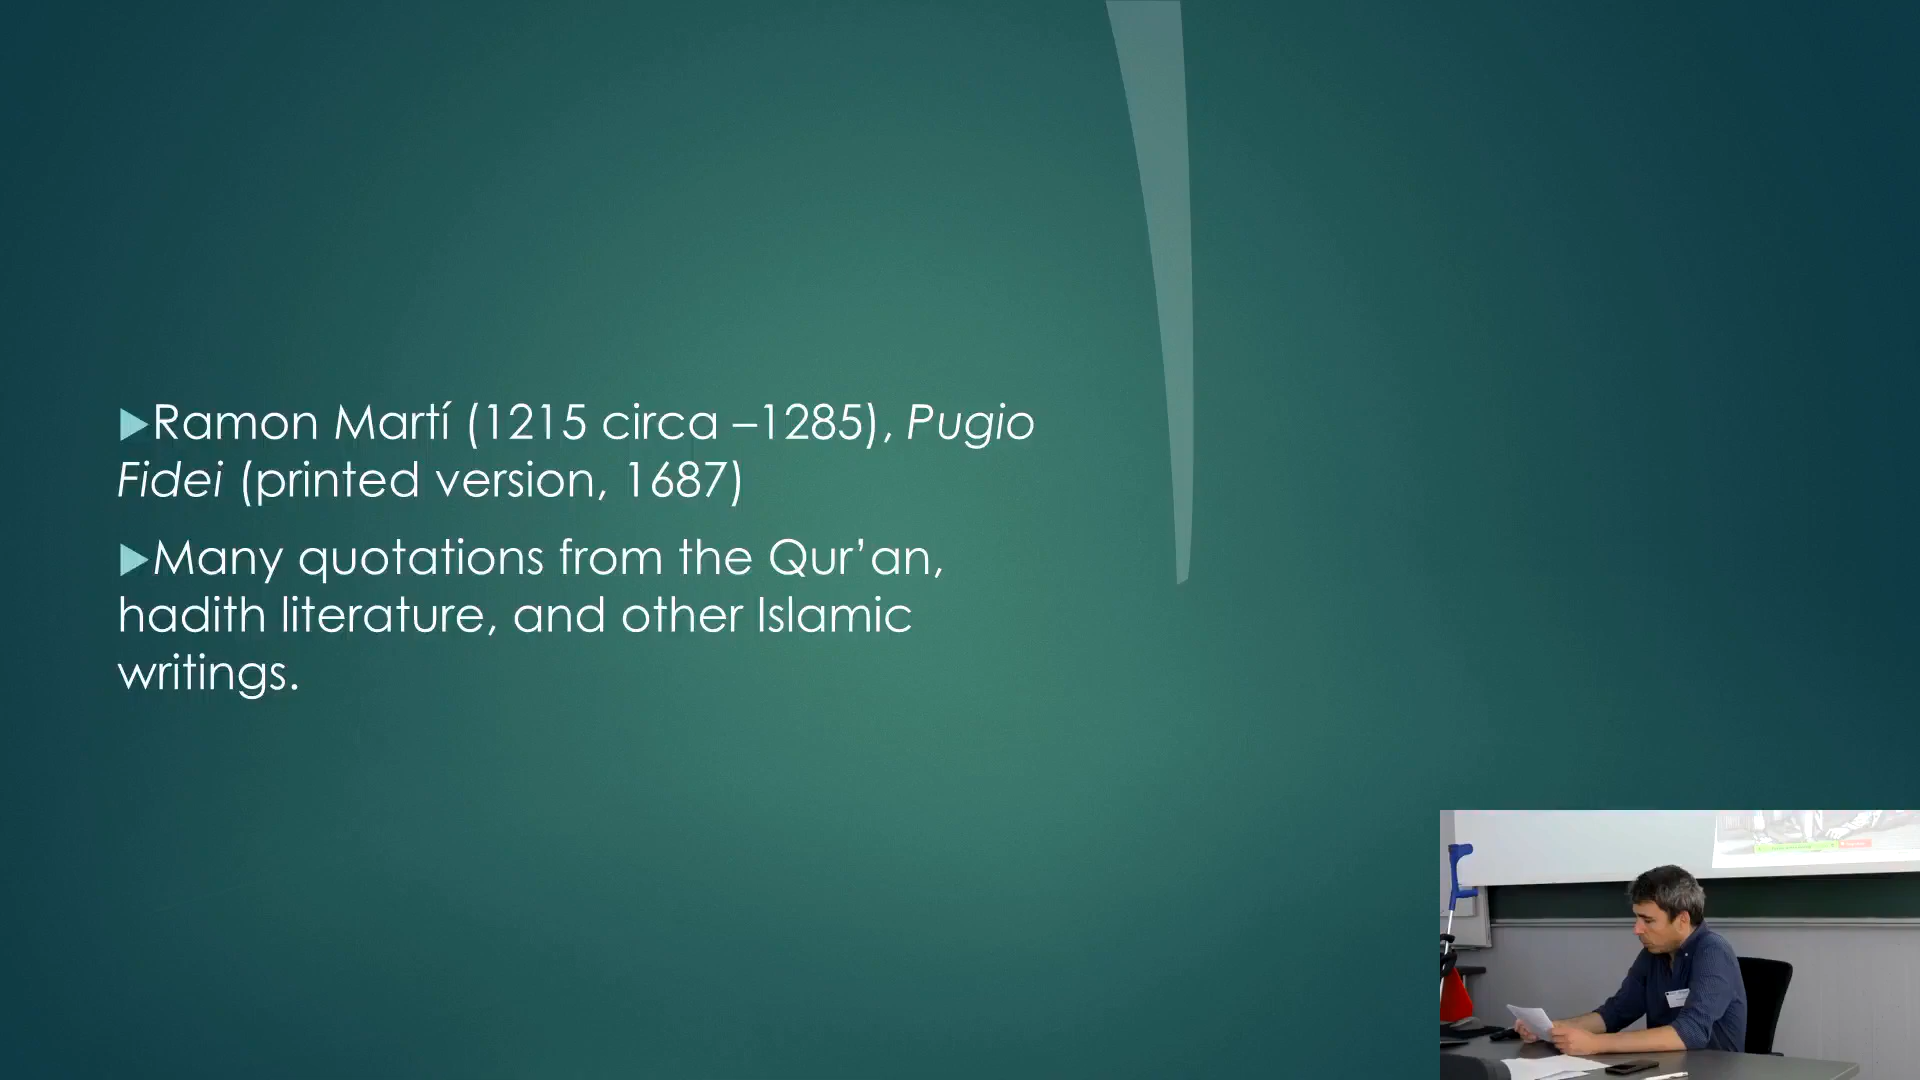 Ramon Martí (1215 circa –1285), Pugio
Fidei (printed version, 1687)
Many quotations from the Qur’an,
hadith literature, and other Islamic
writings.